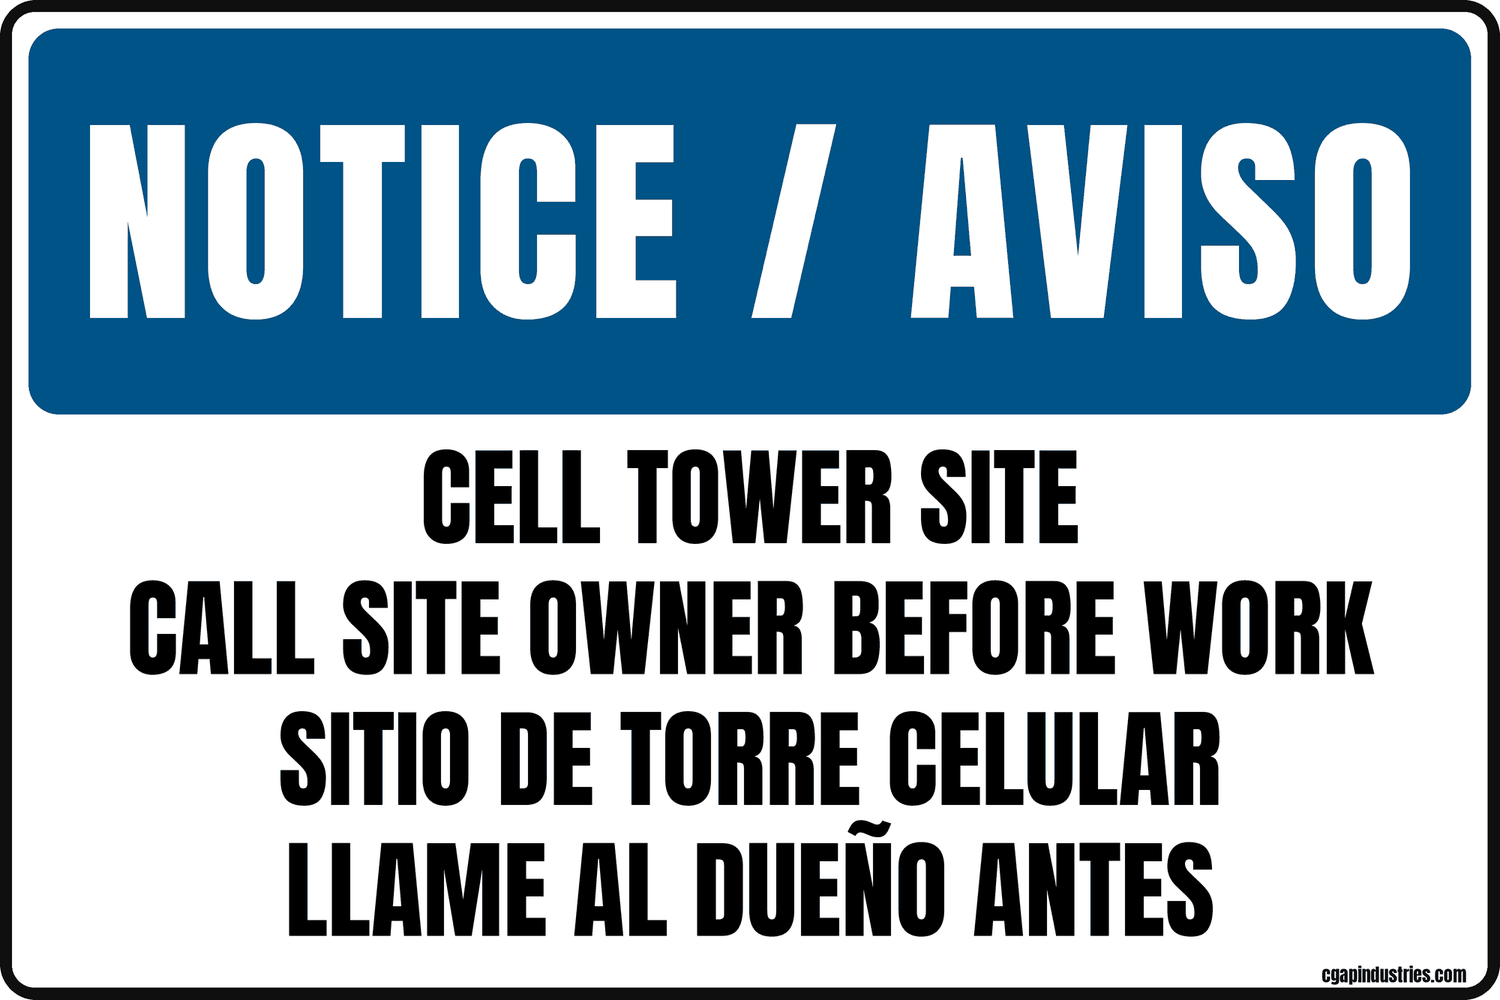 NOTICE / AVISO
CELL TOWER SITE
CALL SITE OWNER BEFORE WORK
SITIO DE TORRE CELULAR
LLAME AL DUEÑO ANTES
cgapindustries.com